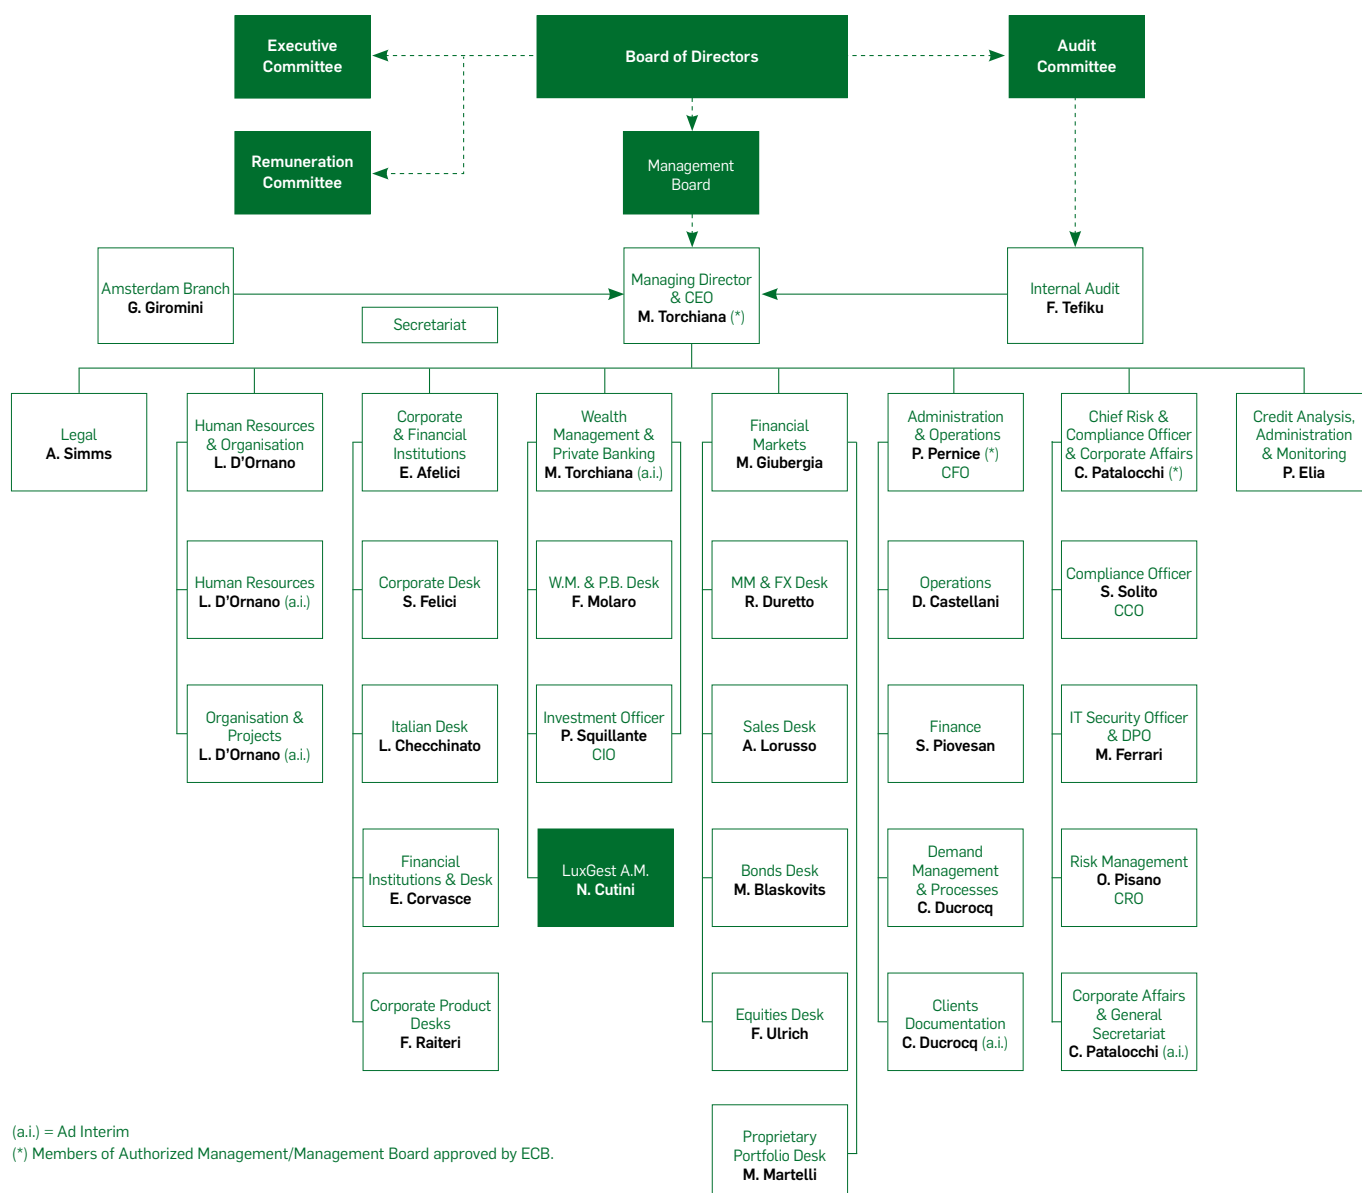 Executive
Committee
Board of Directors
Audit
Committee
Remuneration
Committee
Management
Board
Amsterdam Branch
G. Giromini
Secretariat
Managing Director
& CEO
M. Torchiana (*)
Internal Audit
F. Tefiku
Legal
A. Simms
Human Resources
& Organisation
L. D'Ornano
Corporate
& Financial
Institutions
E. Afelici
Wealth
Management &
Private Banking
M. Torchiana (a.i.)
Financial
Markets
M. Giubergia
Administration
& Operations
P. Pernice (*)
CFO
Chief Risk &
Compliance Officer
& Corporate Affairs
C. Patalocchi (*)
Credit Analysis,
Administration
& Monitoring
P. Elia
Human Resources
L. D'Ornano (a.i.)
Corporate Desk
S. Felici
W.M. & P.B. Desk
F. Molaro
MM & FX Desk
R. Duretto
Operations
D. Castellani
Compliance Officer
S. Solito
CCO
Organisation &
Projects
L. D'Ornano (a.i.)
Italian Desk
L. Checchinato
Investment Officer
P. Squillante
CIO
Sales Desk
A. Lorusso
Finance
S. Piovesan
IT Security Officer
& DPO
M. Ferrari
Financial
Institutions & Desk
E. Corvasce
LuxGest A.M.
N. Cutini
Bonds Desk
M. Blaskovits
Demand
Management
& Processes
C. Ducrocq
Risk Management
O. Pisano
CRO
Corporate Product
Desks
F. Raiteri
Equities Desk
F. Ulrich
Clients
Documentation
C. Ducrocq (a.i.)
Corporate Affairs
& General
Secretariat
C. Patalocchi (a.i.)
Proprietary
Portfolio Desk
M. Martelli
(a.i.) = Ad Interim
(*) Members of Authorized Management/Management Board approved by ECB.